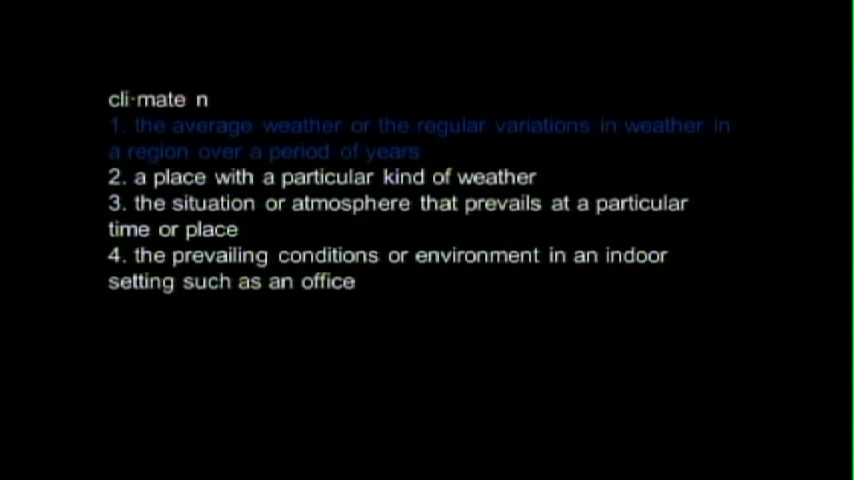 cli·mate n
1. the average weather or the regular variations in weather in
a region over a period of years
2. a place with a particular kind of weather
3. the situation or atmosphere that prevails at a particular
time or place
4. the prevailing conditions or environment in an indoor
setting such as an office